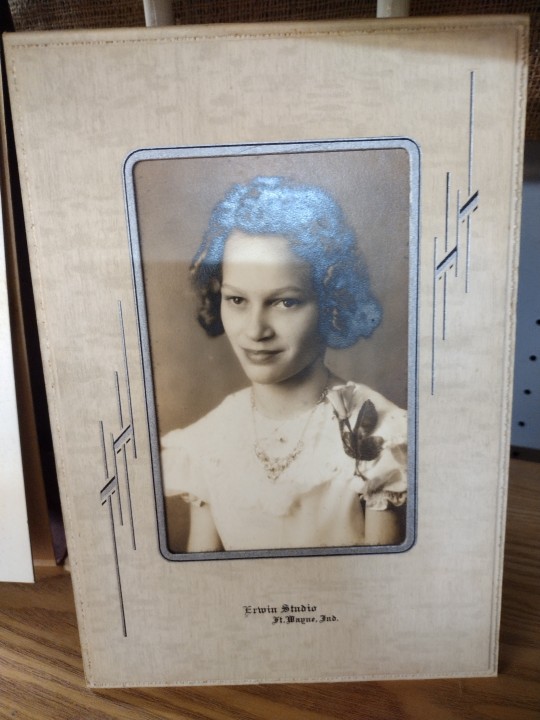 Erwin Studio
Ft. Wayne, Ind.